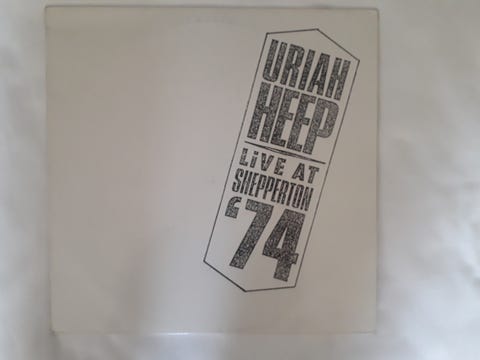 URIAH
HEEP
LiVE AT
SHEPPERTON
'74